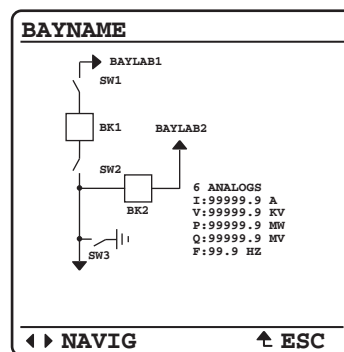 BAYNAME
BAYLAB1
SW1
BK1
BAYLAB2
SW2
BK2
6 ANALOGS
I:99999.9 A
V:99999.9 KV
P:99999.9 MW
Q:99999.9 MV
F:99.9 HZ
SW3
NAVIG
ESC